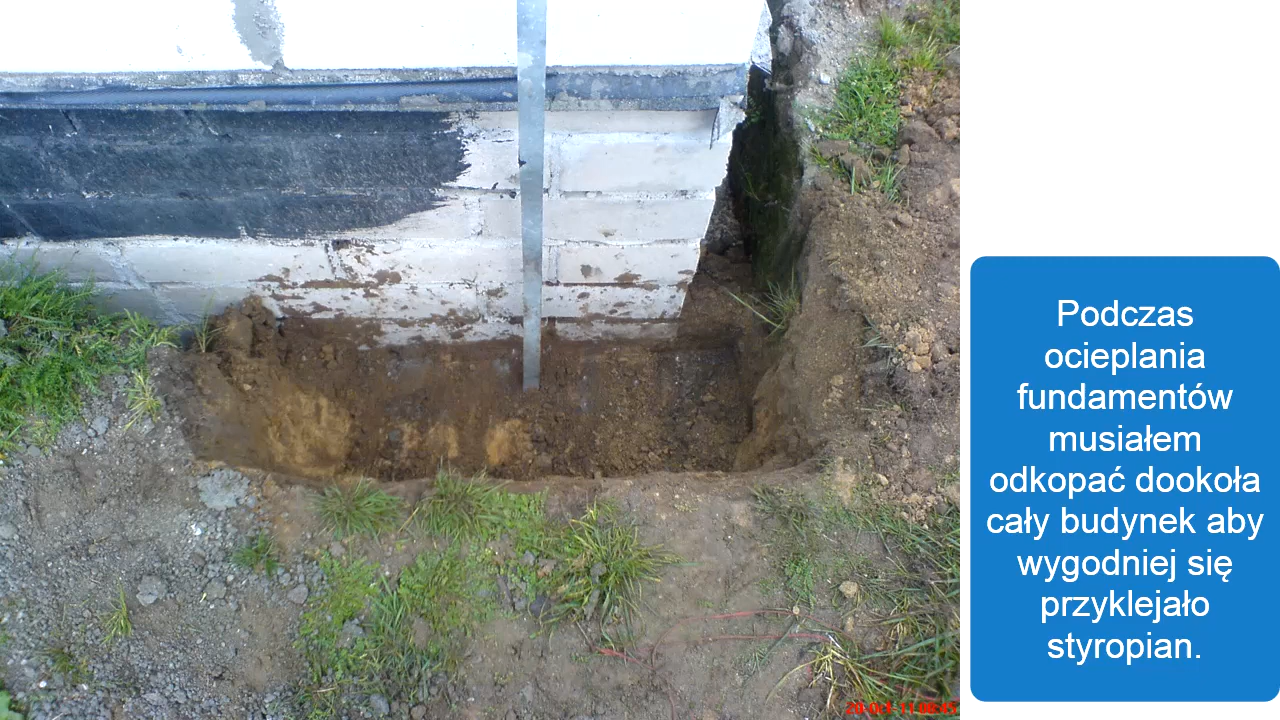 Podczas
ocieplania
fundamentów
musiałem
odkopać dookoła
cały budynek aby
wygodniej się
przyklejało
styropian.